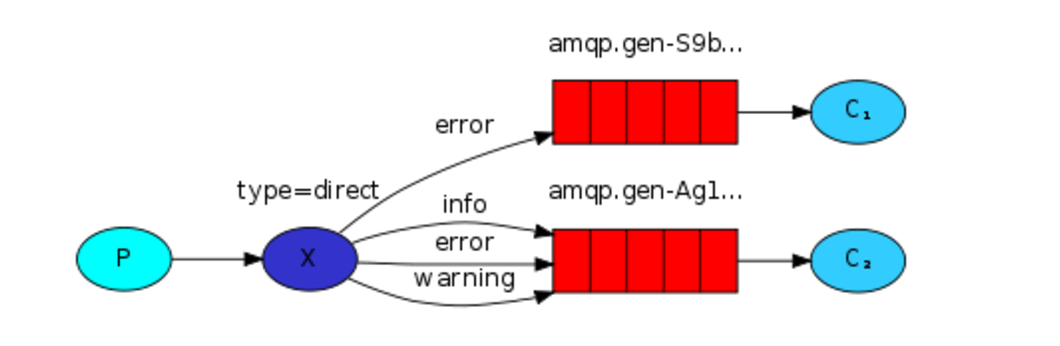 amqp.gen-S9b...
C₁
error
type=direct
amqp.gen-Ag1...
info
error
P
X
C₂
warning